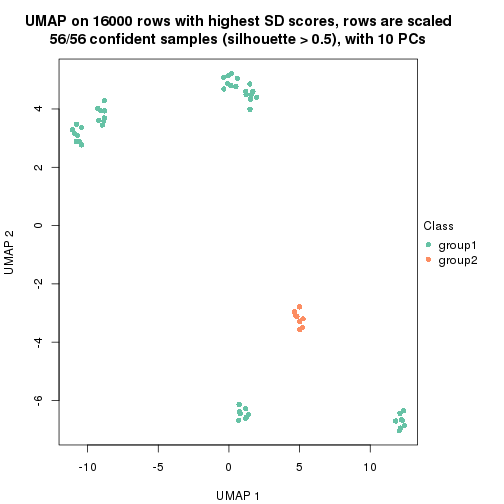 UMAP on 16000 rows with highest SD scores, rows are scaled
56/56 confident samples (silhouette > 0.5), with 10 PCs
4
2
0
-2
-4
-6
UMAP 2
-10
-5
0
5
10
UMAP 1
Class
group1
group2